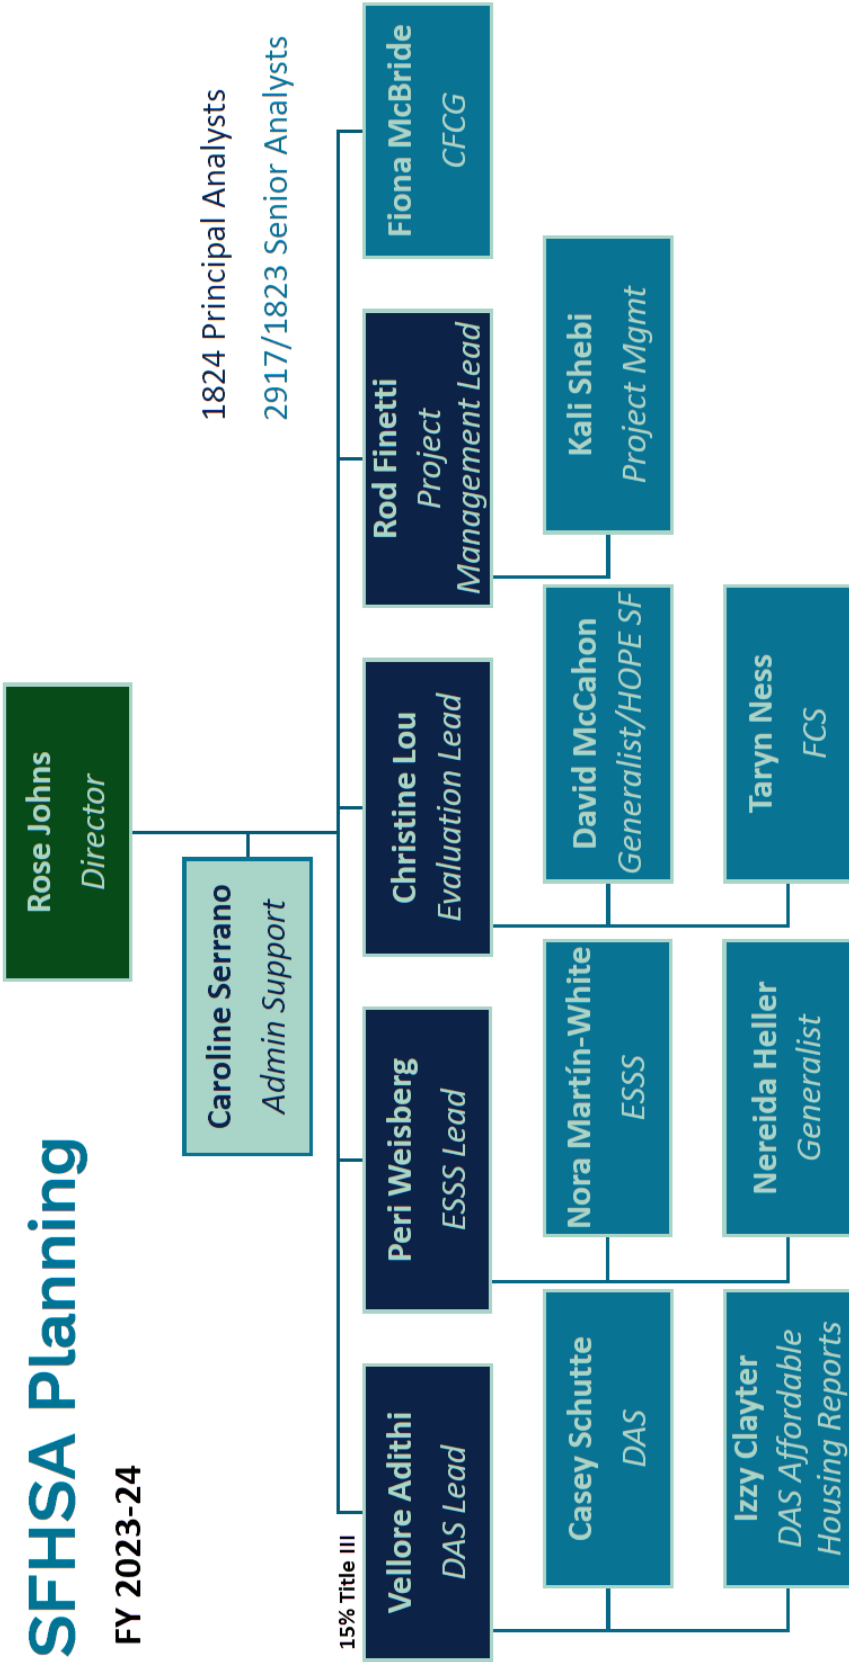 SFHSA Planning
FY 2023-24
Rose Johns
Director
Caroline Serrano
Admin Support
1824 Principal Analysts
2917/1823 Senior Analysts
15% Title III
Vellore Adithi
DAS Lead
Peri Weisberg
ESSS Lead
Christine Lou
Evaluation Lead
Rod Finetti
Project
Management Lead
Fiona McBride
CFCG
Casey Schutte
DAS
Nora Martín-White
ESSS
David McCahon
Generalist/HOPE SF
Kali Shebi
Project Mgmt
Izzy Clayter
DAS Affordable
Housing Reports
Nereida Heller
Generalist
Taryn Ness
FCS